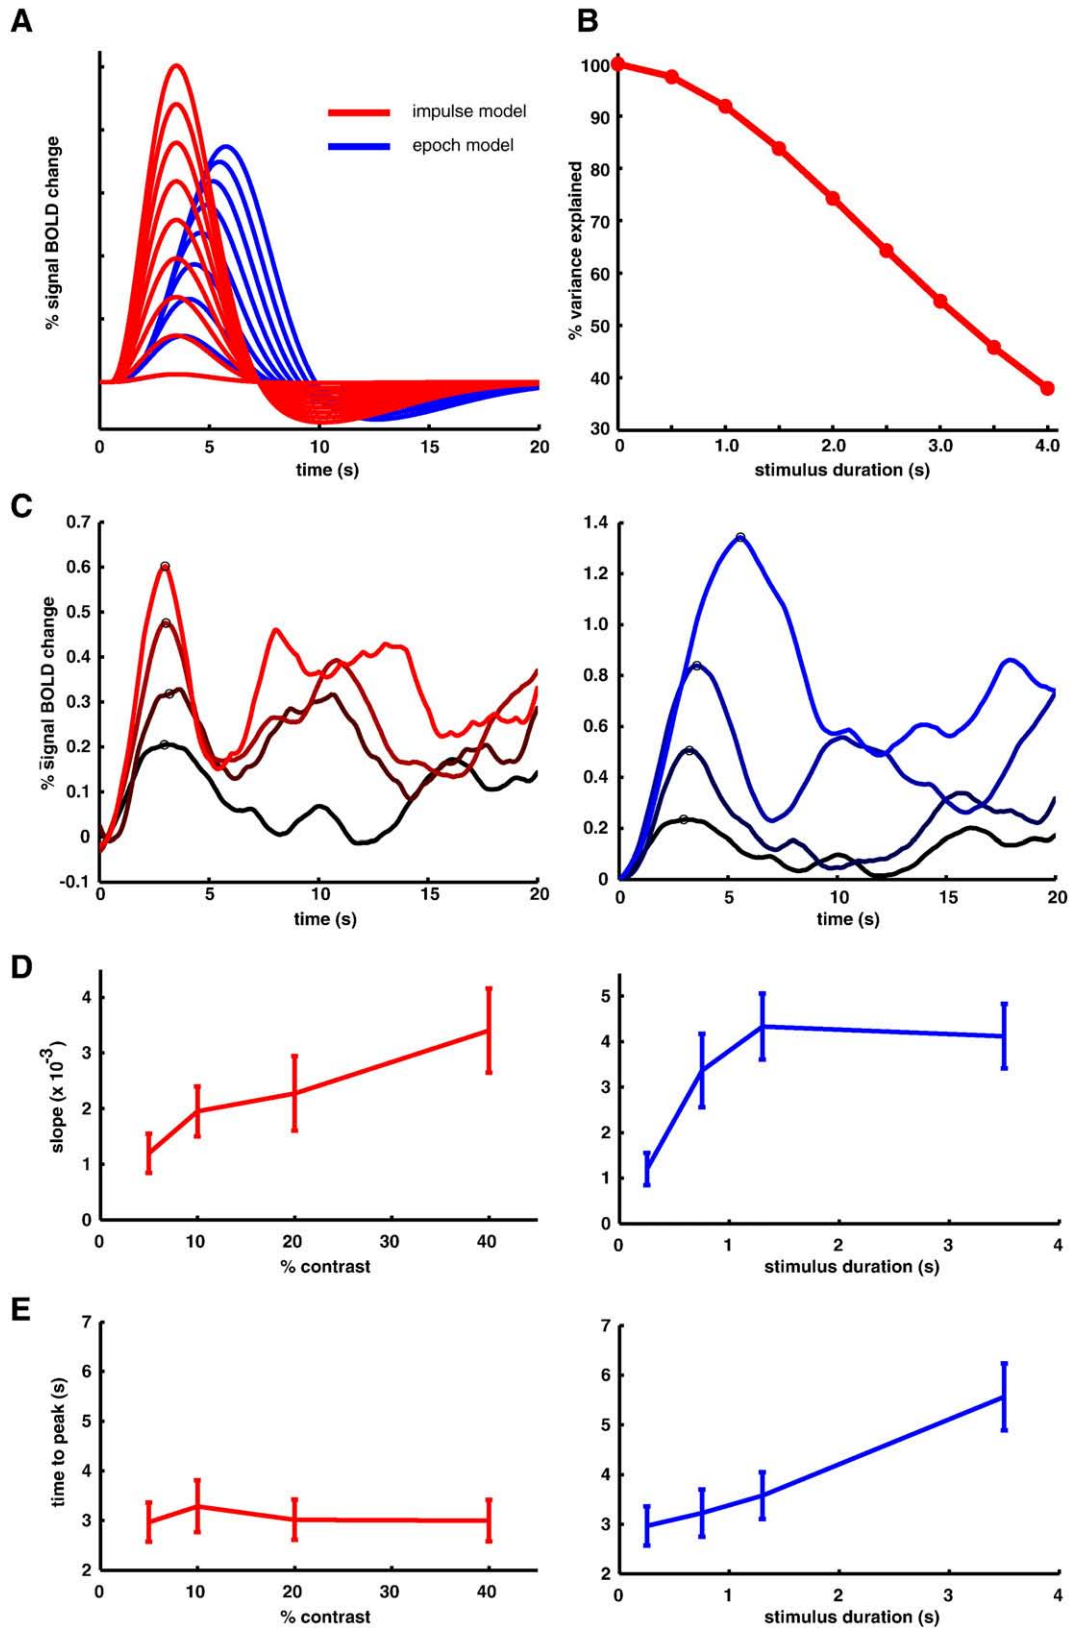 A
B
% signal BOLD change
impulse model
epoch model
0 5 10 15 20
time (s)
% variance explained
100
90
80
70
60
50
40
30
0 1.0 2.0 3.0 4.0
stimulus duration (s)
C
% signal BOLD change
0.7
0.6
0.5
0.4
0.3
0.2
0.1
0
-0.1
0 5 10 15 20
time (s)
1.4
1.2
1.0
0.8
0.6
0.4
0.2
0
0 5 10 15 20
time (s)
D
slope (x 10-3)
4
3
2
1
0
0 10 20 30 40
% contrast
5
4
3
2
1
0
0 1 2 3 4
stimulus duration (s)
E
time to peak (s)
7
6
5
4
3
2
0 10 20 30 40
% contrast
7
6
5
4
3
2
0 1 2 3 4
stimulus duration (s)